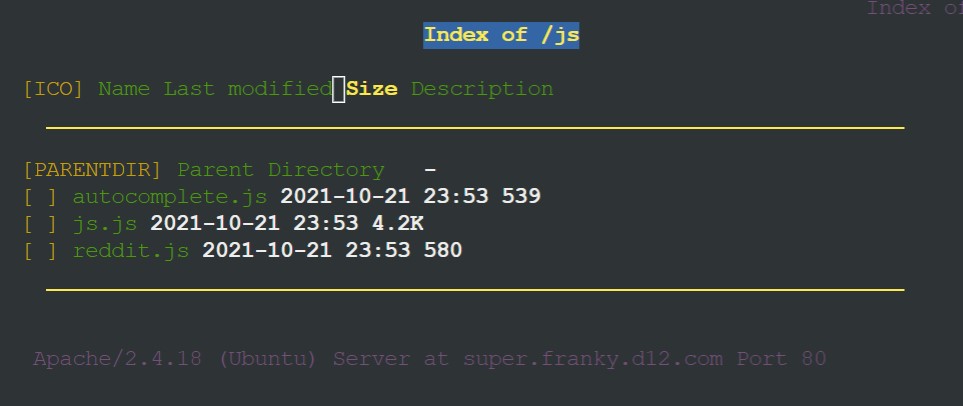 Index of
Index of /js
[ICO] Name Last modified Size Description
[PARENTDIR] Parent Directory -
[ ] autocomplete.js 2021-10-21 23:53 539
[ ] js.js 2021-10-21 23:53 4.2K
[ ] reddit.js 2021-10-21 23:53 580
Apache/2.4.18 (Ubuntu) Server at super.franky.d12.com Port 80